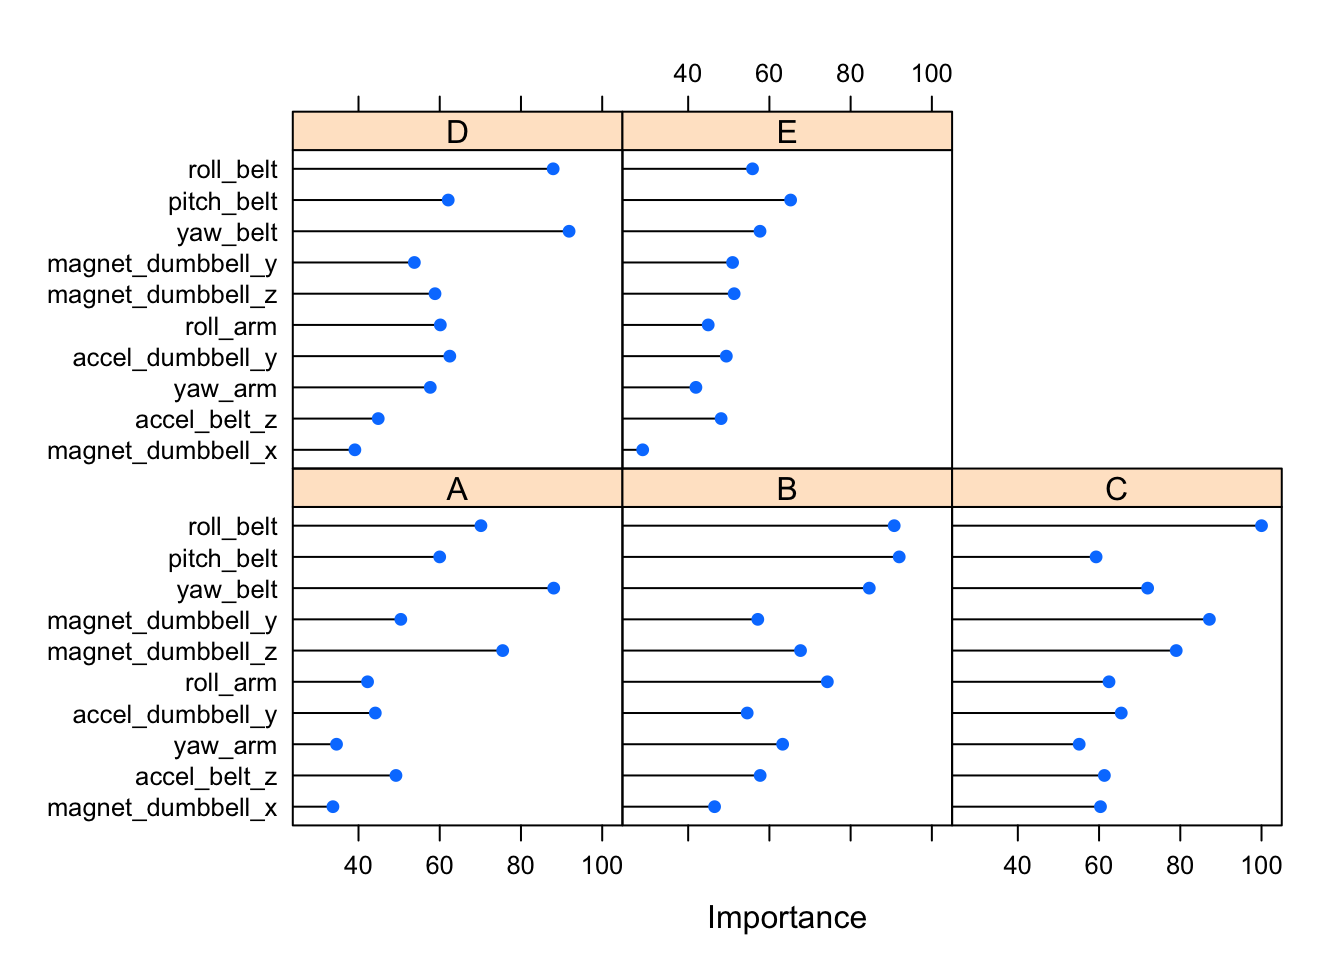 40 60 80 100
D E
roll_belt
pitch_belt
yaw_belt
magnet_dumbbell_y
magnet_dumbbell_z
roll_arm
accel_dumbbell_y
yaw_arm
accel_belt_z
magnet_dumbbell_x
A B C
roll_belt
pitch_belt
yaw_belt
magnet_dumbbell_y
magnet_dumbbell_z
roll_arm
accel_dumbbell_y
yaw_arm
accel_belt_z
magnet_dumbbell_x
40 60 80 100 40 60 80 100
Importance